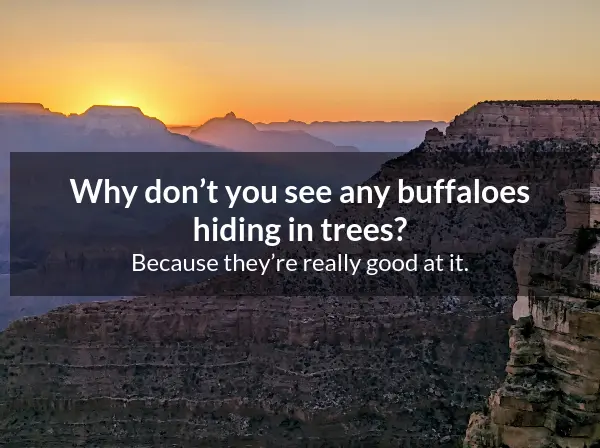 Why don’t you see any buffaloes
hiding in trees?
Because they’re really good at it.